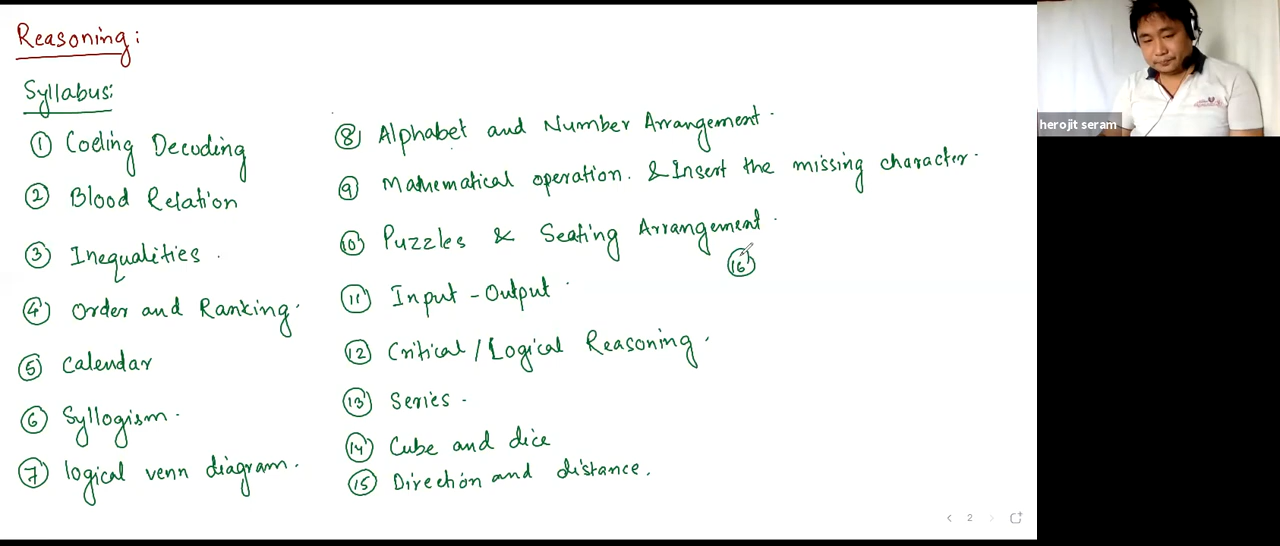 Reasoning:
Syllabus:
① Coding Decoding
② Blood Relation
③ Inequalities.
④ Order and Ranking.
⑤ Calendar
⑥ Syllogism.
⑦ logical venn diagram.
⑧ Alphabet and Number Arrangement.
⑨ Mathematical operation. & Insert the missing character.
⑩ Puzzles & Seating Arrangement.
⑯
⑪ Input - Output.
⑫ Critical / Logical Reasoning.
⑬ Series.
⑭ Cube and dice
⑮ Direction and distance.
herojit seram
2